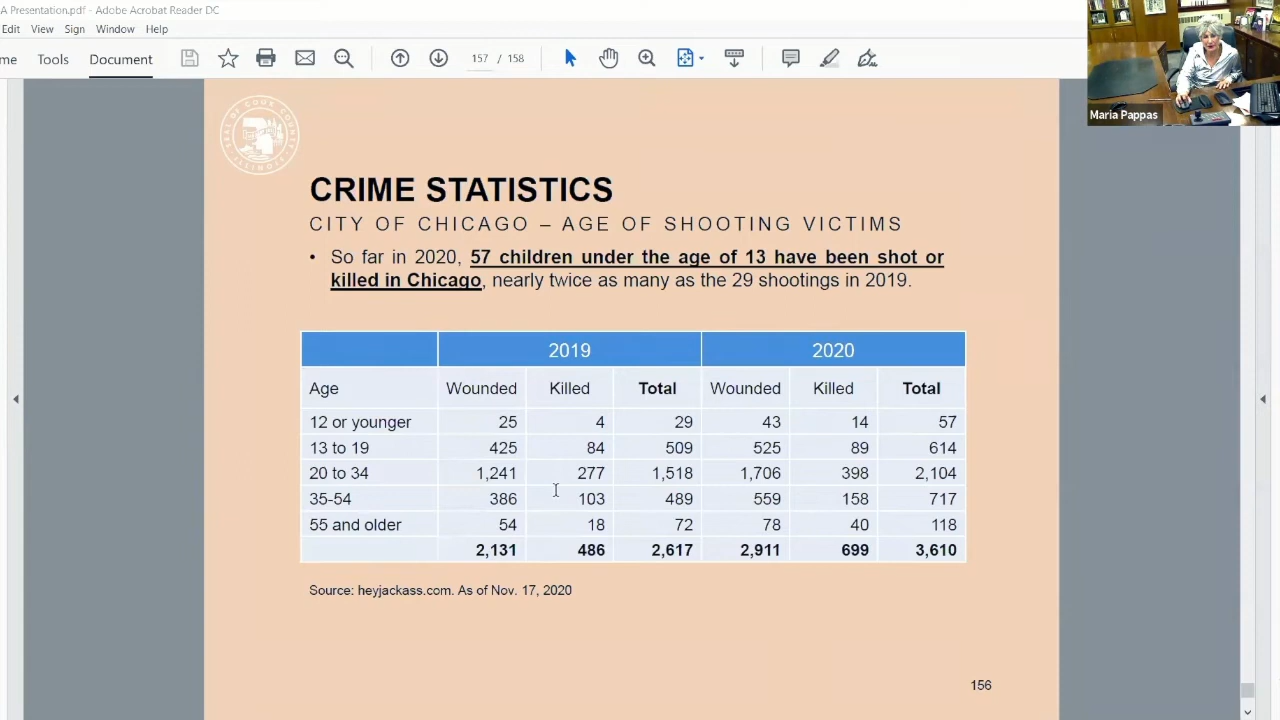 A Presentation.pdf - Adobe Acrobat Reader DC
Edit View Sign Window Help
me Tools Document 157 / 158
Maria Pappas
SEAL OF COOK COUNTY ILLINOIS
CRIME STATISTICS
CITY OF CHICAGO – AGE OF SHOOTING VICTIMS
• So far in 2020, 57 children under the age of 13 have been shot or
killed in Chicago, nearly twice as many as the 29 shootings in 2019.
2019 2020
Age Wounded Killed Total Wounded Killed Total
12 or younger 25 4 29 43 14 57
13 to 19 425 84 509 525 89 614
20 to 34 1,241 277 1,518 1,706 398 2,104
35-54 386 103 489 559 158 717
55 and older 54 18 72 78 40 118
2,131 486 2,617 2,911 699 3,610
Source: heyjackass.com. As of Nov. 17, 2020
156